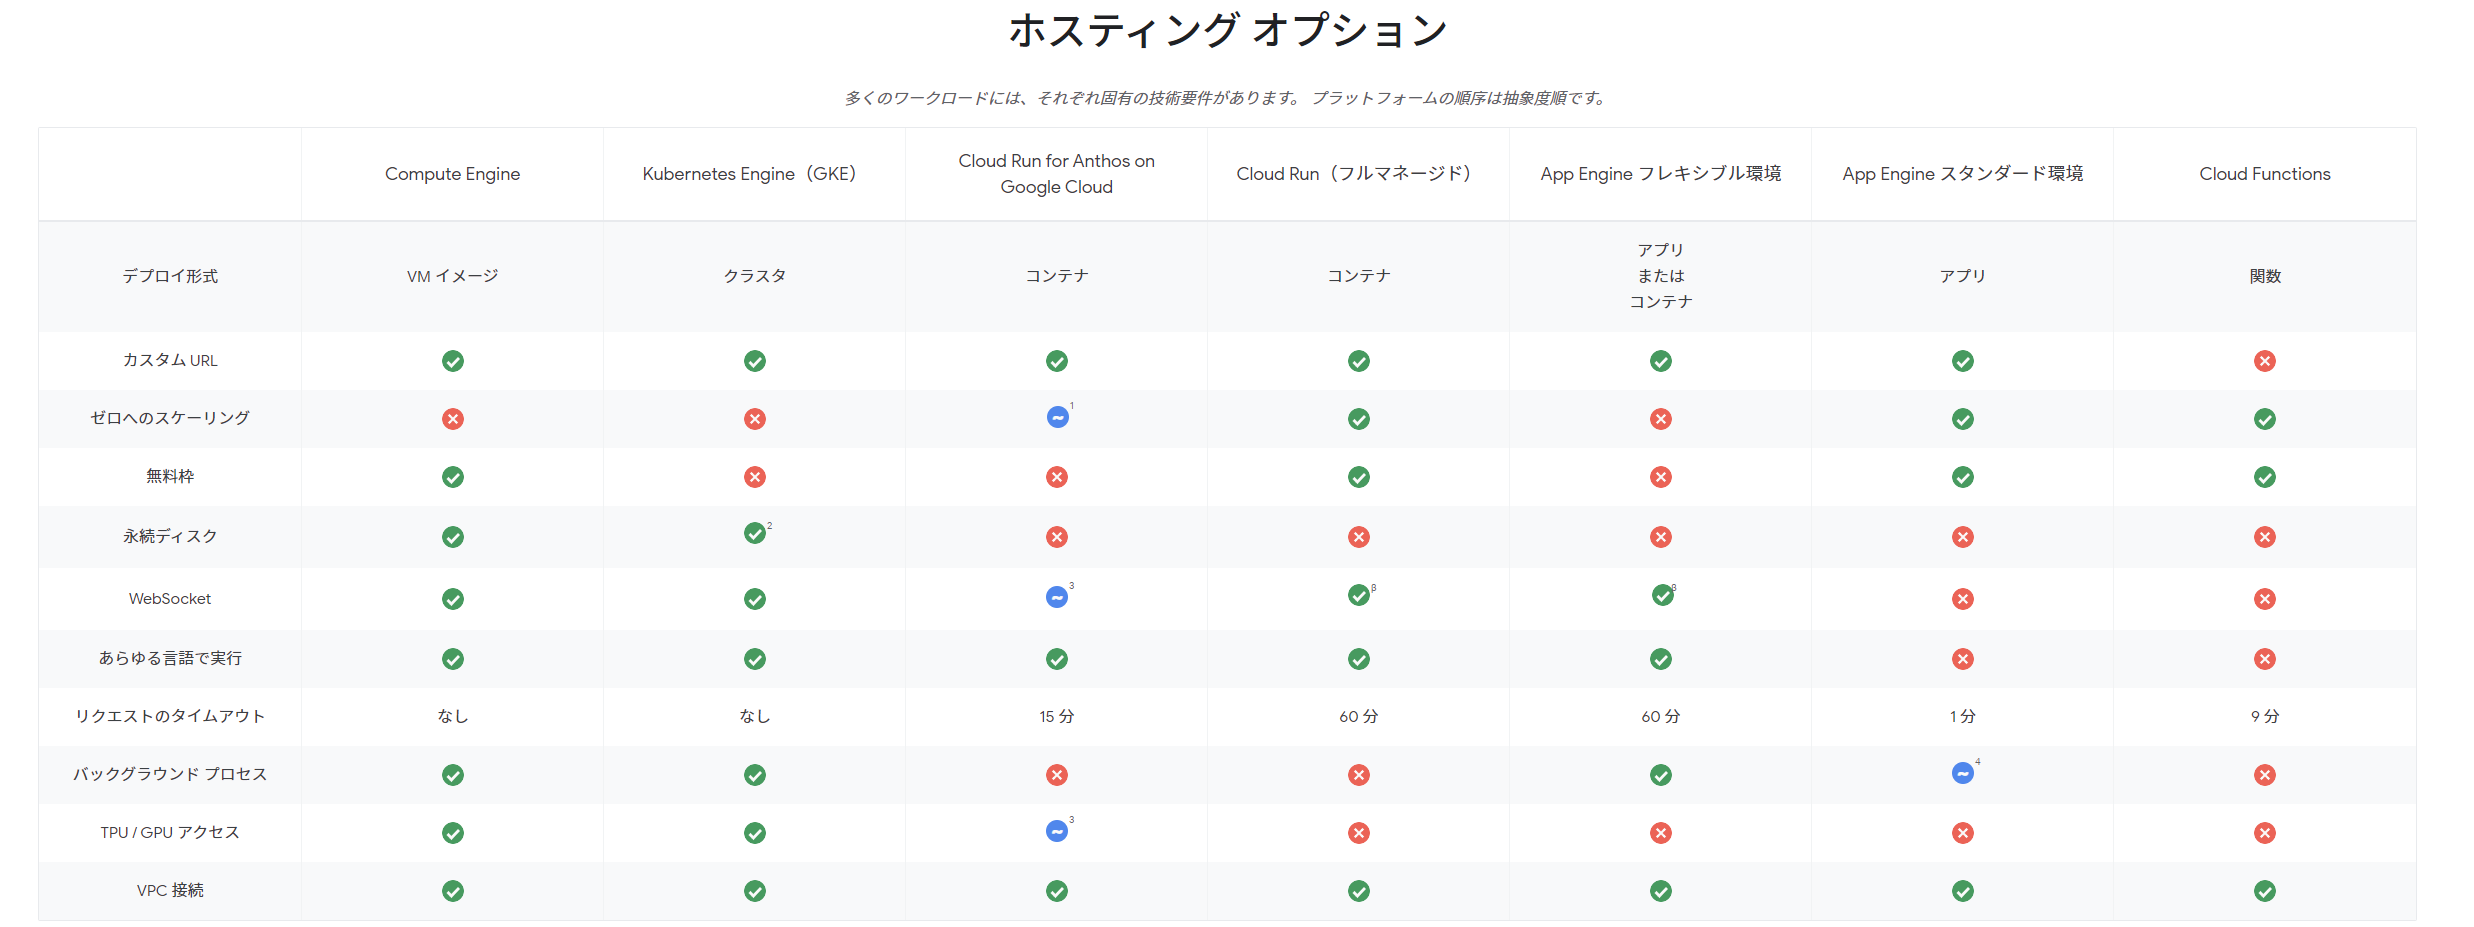 ホスティング オプション
多くのワークロードには、それぞれ固有の技術要件があります。 プラットフォームの順序は抽象度順です。
Compute Engine
Kubernetes Engine（GKE）
Cloud Run for Anthos on
Google Cloud
Cloud Run（フルマネージド）
App Engine フレキシブル環境
App Engine スタンダード環境
Cloud Functions
デプロイ形式
VM イメージ
クラスタ
コンテナ
コンテナ
アプリ
または
コンテナ
アプリ
関数
カスタム URL
ゼロへのスケーリング
1
無料枠
永続ディスク
2
WebSocket
3
β
β
あらゆる言語で実行
リクエストのタイムアウト
なし
なし
15 分
60 分
60 分
1 分
9 分
バックグラウンド プロセス
4
TPU / GPU アクセス
3
VPC 接続